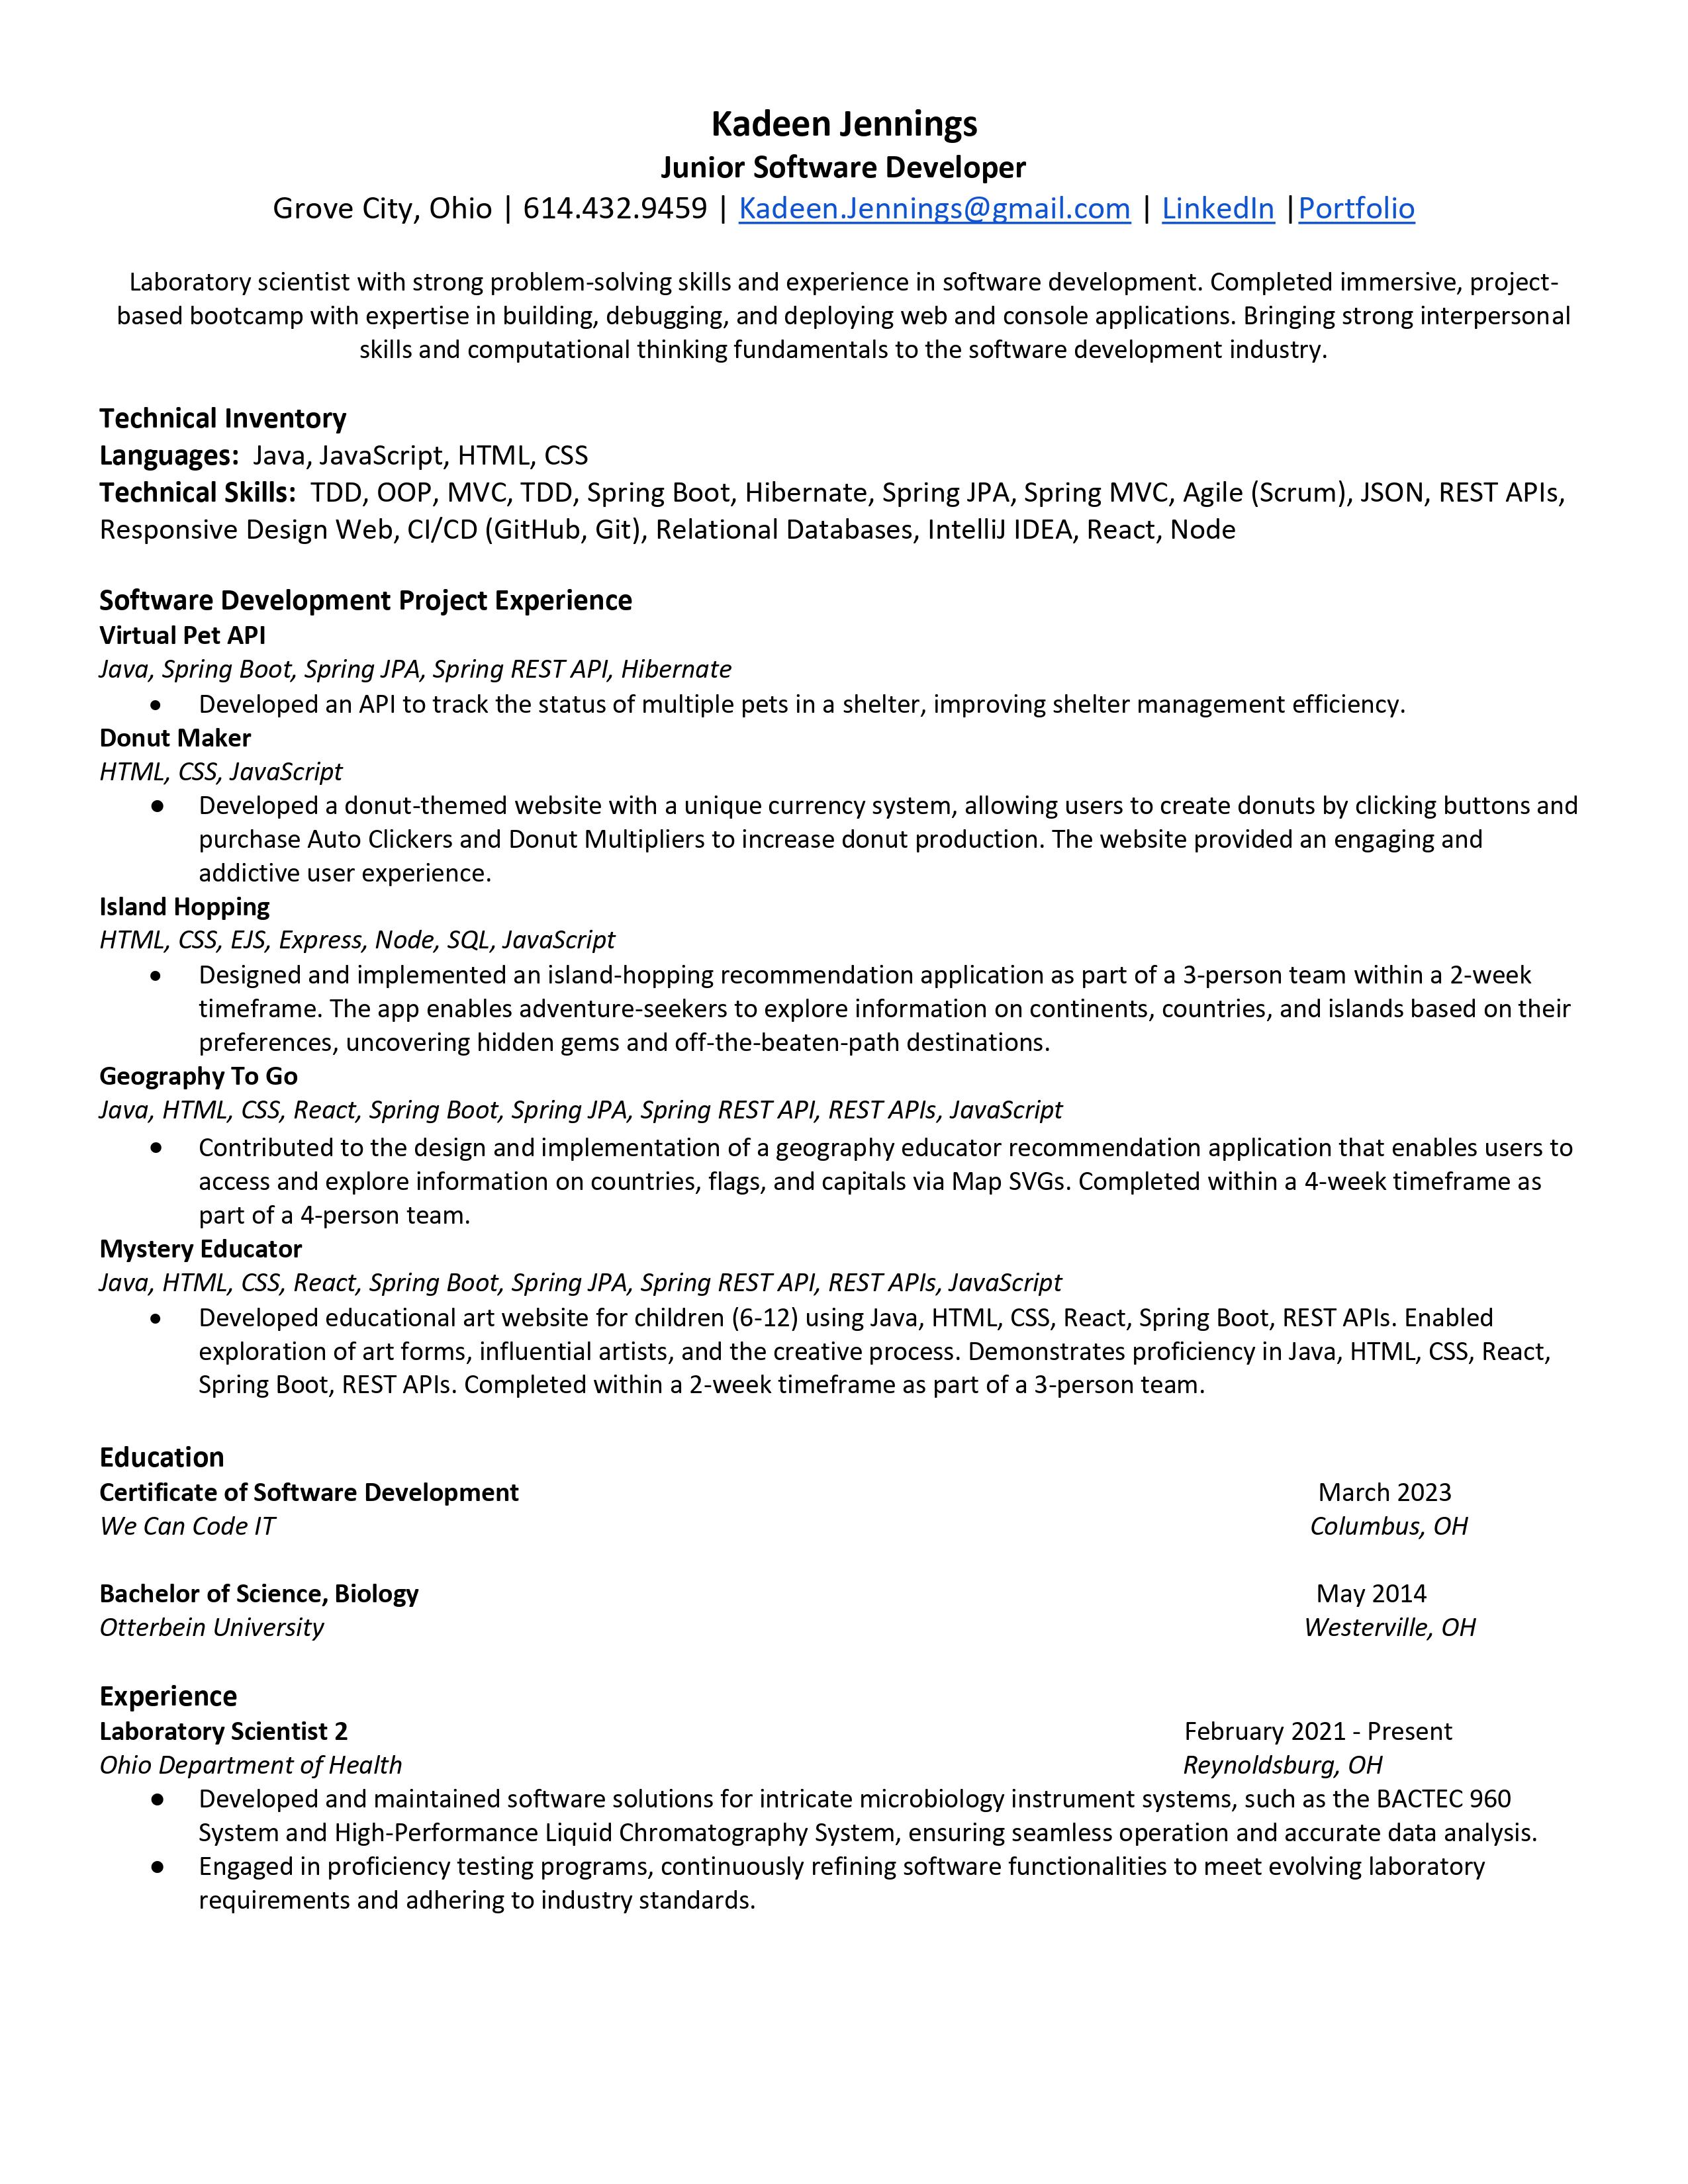 Kadeen Jennings
Junior Software Developer
Grove City, Ohio | 614.432.9459 | Kadeen.Jennings@gmail.com | LinkedIn |Portfolio
Laboratory scientist with strong problem-solving skills and experience in software development. Completed immersive, project-
based bootcamp with expertise in building, debugging, and deploying web and console applications. Bringing strong interpersonal
skills and computational thinking fundamentals to the software development industry.
Technical Inventory
Languages: Java, JavaScript, HTML, CSS
Technical Skills: TDD, OOP, MVC, TDD, Spring Boot, Hibernate, Spring JPA, Spring MVC, Agile (Scrum), JSON, REST APIs,
Responsive Design Web, CI/CD (GitHub, Git), Relational Databases, IntelliJ IDEA, React, Node
Software Development Project Experience
Virtual Pet API
Java, Spring Boot, Spring JPA, Spring REST API, Hibernate
• Developed an API to track the status of multiple pets in a shelter, improving shelter management efficiency.
Donut Maker
HTML, CSS, JavaScript
• Developed a donut-themed website with a unique currency system, allowing users to create donuts by clicking buttons and
purchase Auto Clickers and Donut Multipliers to increase donut production. The website provided an engaging and
addictive user experience.
Island Hopping
HTML, CSS, EJS, Express, Node, SQL, JavaScript
• Designed and implemented an island-hopping recommendation application as part of a 3-person team within a 2-week
timeframe. The app enables adventure-seekers to explore information on continents, countries, and islands based on their
preferences, uncovering hidden gems and off-the-beaten-path destinations.
Geography To Go
Java, HTML, CSS, React, Spring Boot, Spring JPA, Spring REST API, REST APIs, JavaScript
• Contributed to the design and implementation of a geography educator recommendation application that enables users to
access and explore information on countries, flags, and capitals via Map SVGs. Completed within a 4-week timeframe as
part of a 4-person team.
Mystery Educator
Java, HTML, CSS, React, Spring Boot, Spring JPA, Spring REST API, REST APIs, JavaScript
• Developed educational art website for children (6-12) using Java, HTML, CSS, React, Spring Boot, REST APIs. Enabled
exploration of art forms, influential artists, and the creative process. Demonstrates proficiency in Java, HTML, CSS, React,
Spring Boot, REST APIs. Completed within a 2-week timeframe as part of a 3-person team.
Education
Certificate of Software Development March 2023
We Can Code IT Columbus, OH
Bachelor of Science, Biology May 2014
Otterbein University Westerville, OH
Experience
Laboratory Scientist 2 February 2021 - Present
Ohio Department of Health Reynoldsburg, OH
• Developed and maintained software solutions for intricate microbiology instrument systems, such as the BACTEC 960
System and High-Performance Liquid Chromatography System, ensuring seamless operation and accurate data analysis.
• Engaged in proficiency testing programs, continuously refining software functionalities to meet evolving laboratory
requirements and adhering to industry standards.